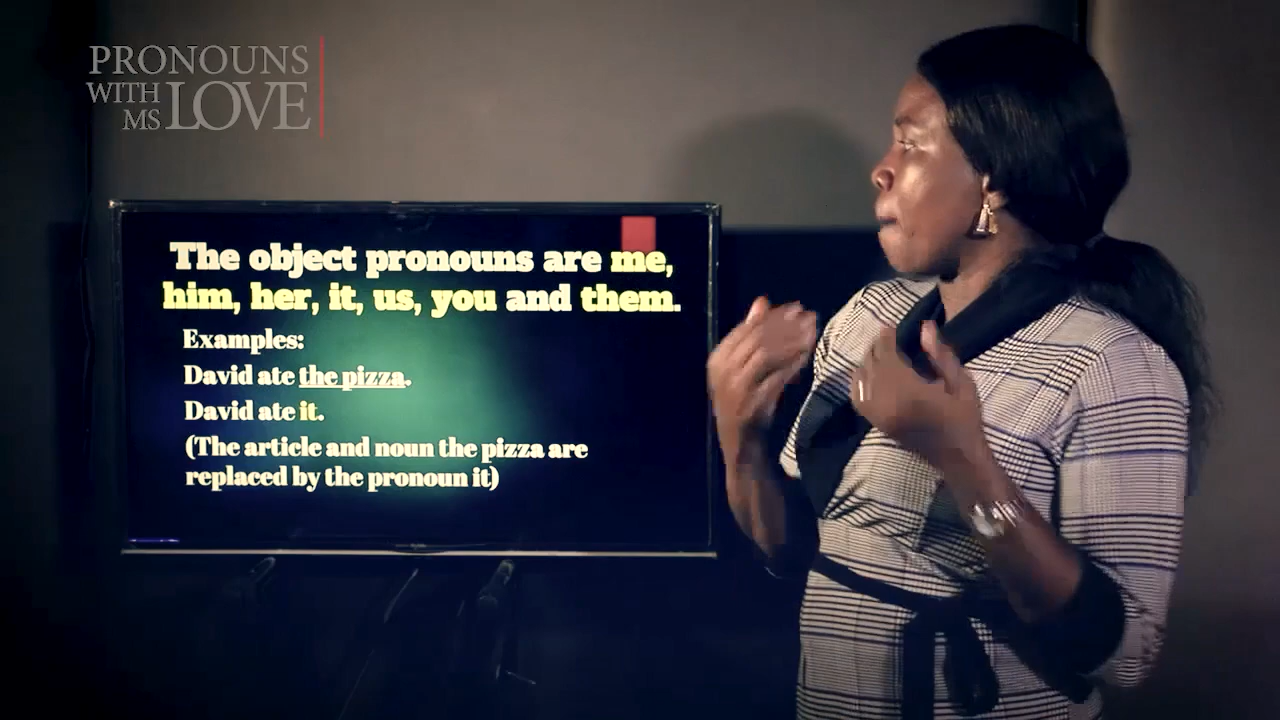 PRONOUNS
WITH
MS LOVE
The object pronouns are me,
him, her, it, us, you and them.
Examples:
David ate the pizza.
David ate it.
(The article and noun the pizza are
replaced by the pronoun it)